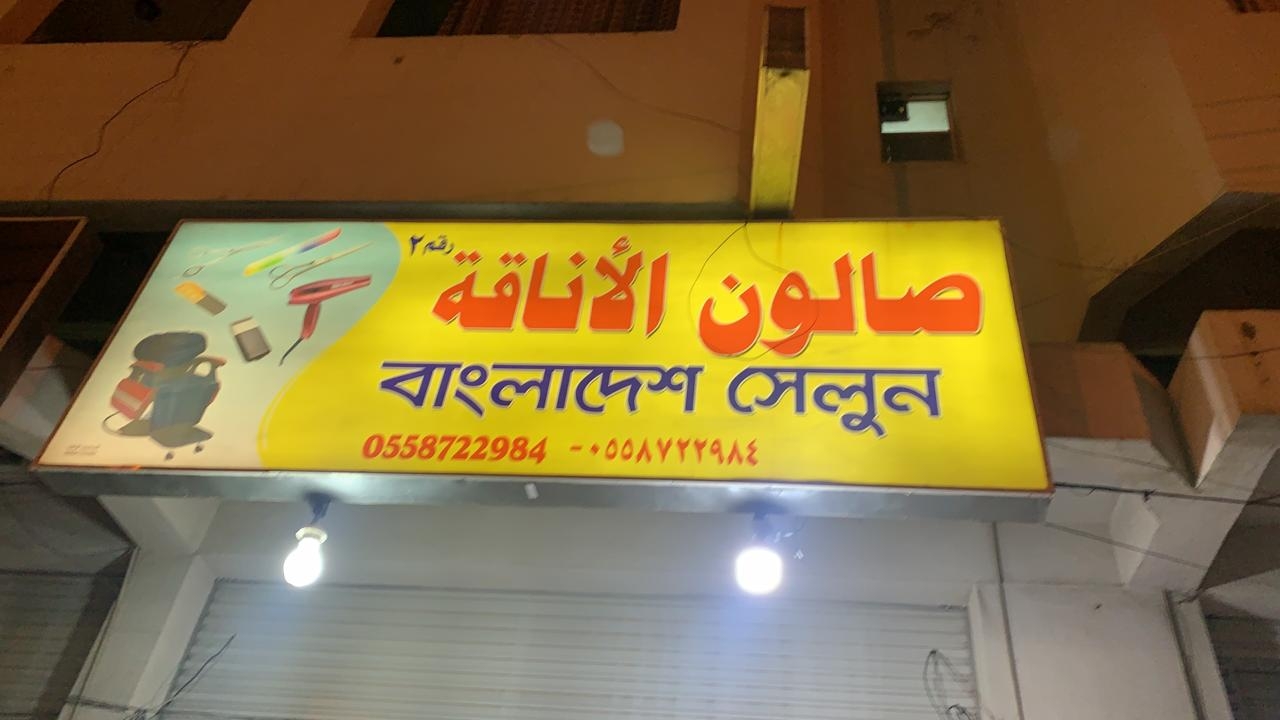 صالون الأناقة رقم ٢
বাংলাদেশ সেলুন
0558722984 - ٠٥٥٨٧٢٢٩٨٤